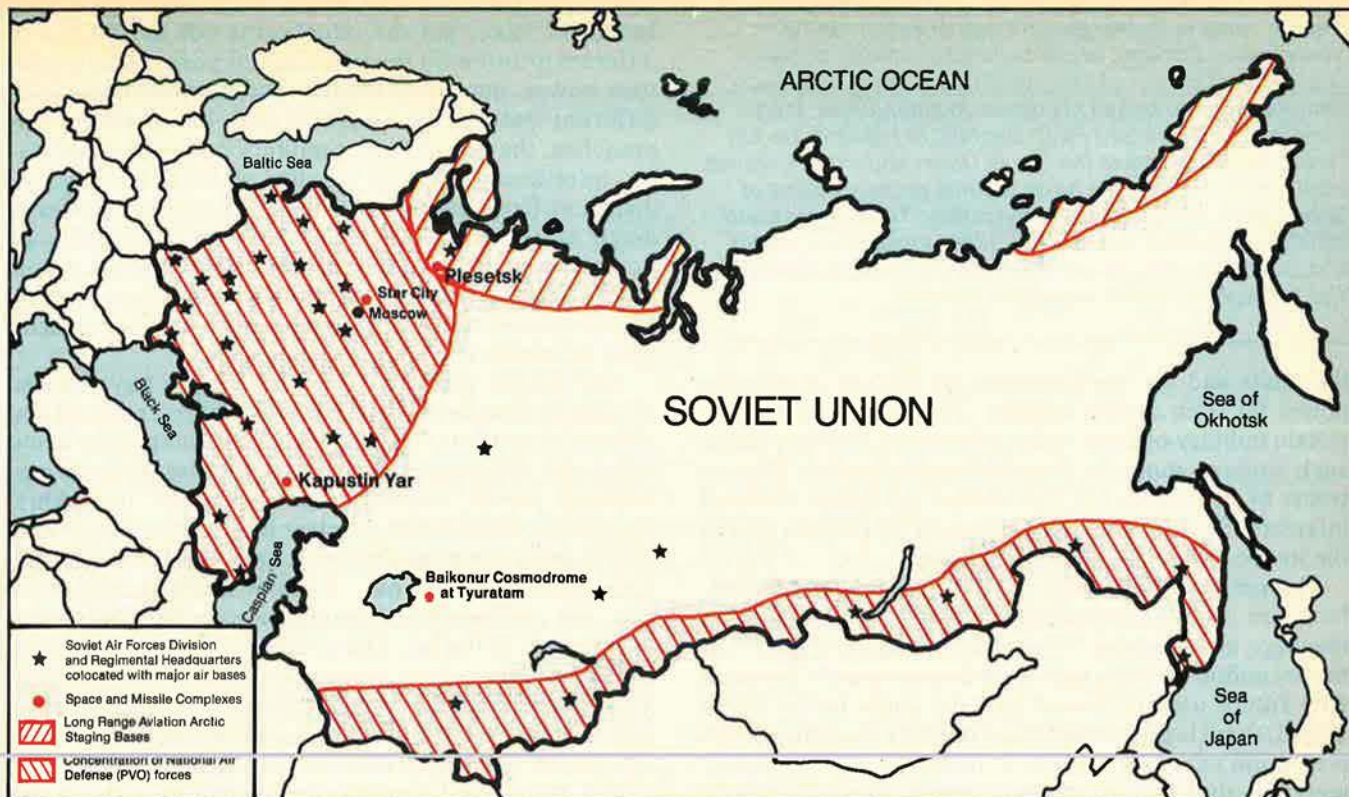 ARCTIC OCEAN
Baltic Sea
Plesetsk
Star City
Moscow
SOVIET UNION
Black Sea
Sea of
Okhotsk
Kapustin Yar
Caspian Sea
Baikonur Cosmodrome
at Tyuratam
Sea
of
Japan
Soviet Air Forces Division
and Regimental Headquarters
colocated with major air bases
Space and Missile Complexes
Long Range Aviation Arctic
Staging Bases
Concentration of National Air
Defense (PVO) forces